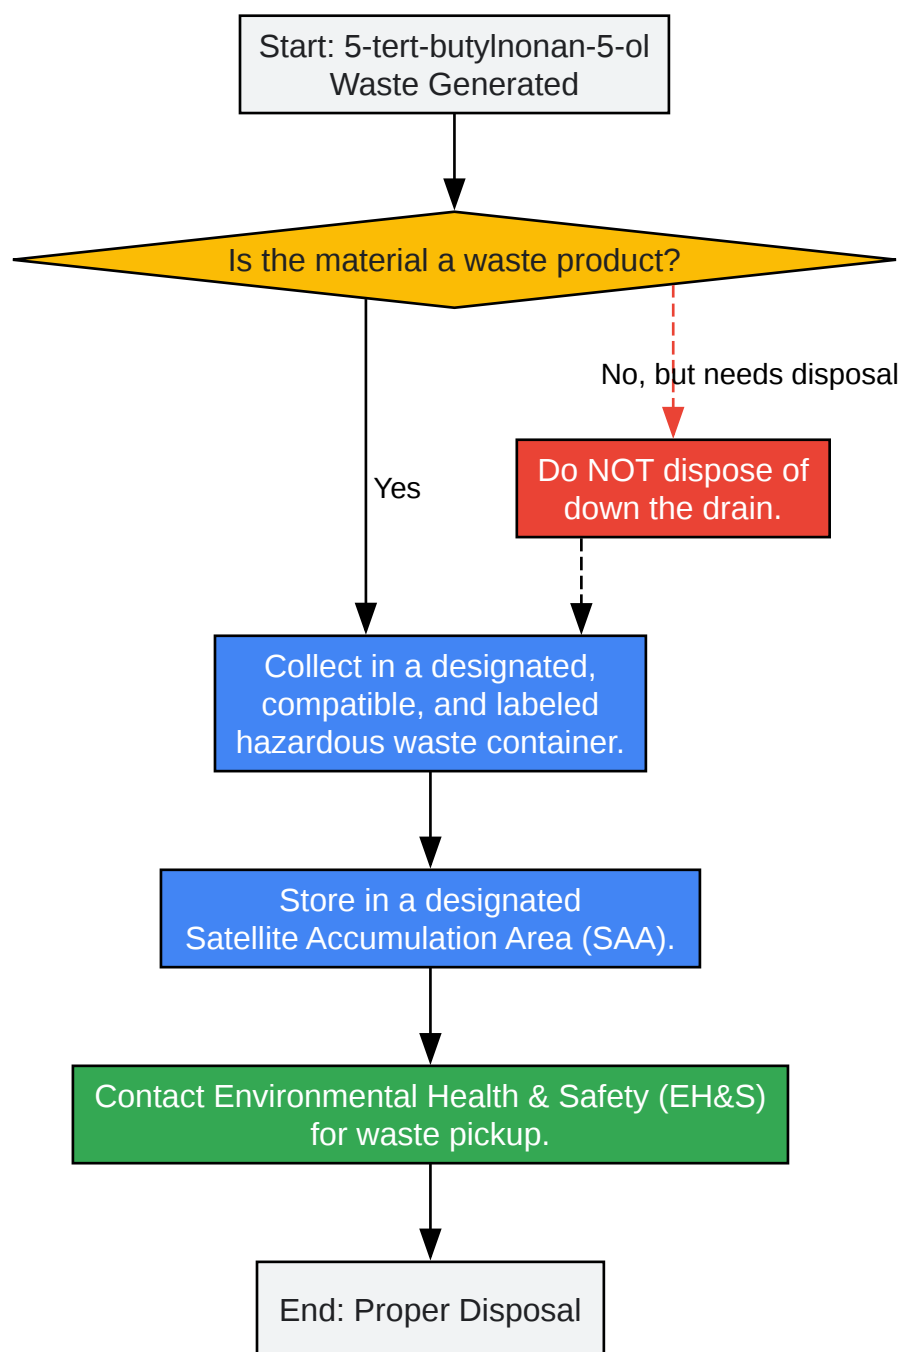 Start: 5-tert-butylnonan-5-ol
Waste Generated
Is the material a waste product?
No, but needs disposal
Do NOT dispose of
down the drain.
Yes
Collect in a designated,
compatible, and labeled
hazardous waste container.
Store in a designated
Satellite Accumulation Area (SAA).
Contact Environmental Health & Safety (EH&S)
for waste pickup.
End: Proper Disposal